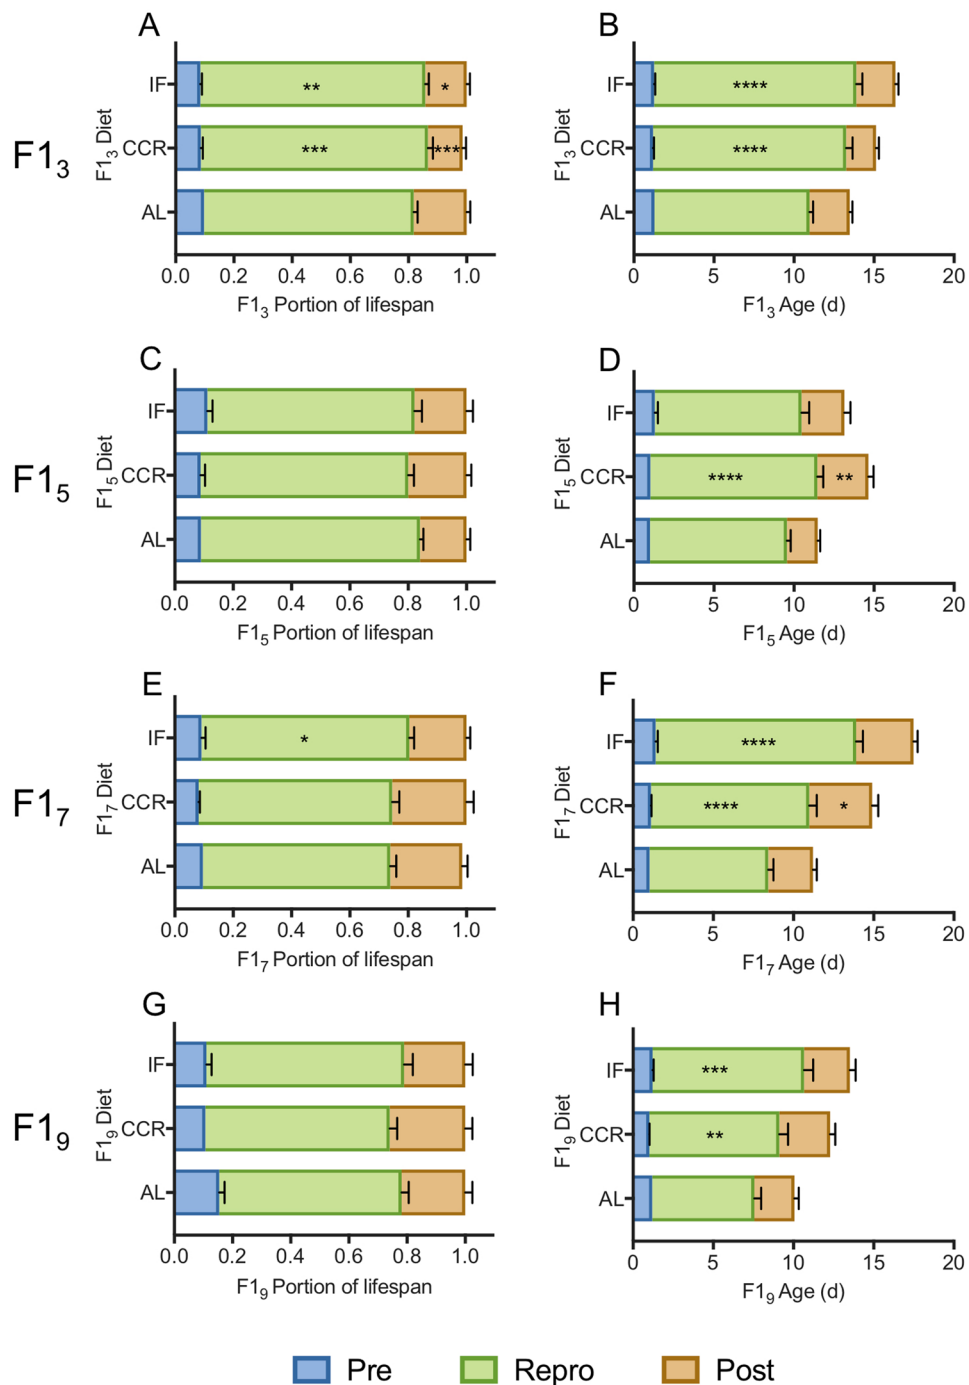 A
B
F1₃
F1₃ Diet
IF
**
*
CCR
***
***
AL
0.0 0.2 0.4 0.6 0.8 1.0
F1₃ Portion of lifespan
F1₃ Diet
IF
****
CCR
****
AL
0 5 10 15 20
F1₃ Age (d)
C
D
F1₅
F1₅ Diet
IF
CCR
AL
0.0 0.2 0.4 0.6 0.8 1.0
F1₅ Portion of lifespan
F1₅ Diet
IF
CCR
****
**
AL
0 5 10 15 20
F1₅ Age (d)
E
F
F1₇
F1₇ Diet
IF
*
CCR
AL
0.0 0.2 0.4 0.6 0.8 1.0
F1₇ Portion of lifespan
F1₇ Diet
IF
****
CCR
****
*
AL
0 5 10 15 20
F1₇ Age (d)
G
H
F1₉
F1₉ Diet
IF
CCR
AL
0.0 0.2 0.4 0.6 0.8 1.0
F1₉ Portion of lifespan
F1₉ Diet
IF
***
CCR
**
AL
0 5 10 15 20
F1₉ Age (d)
Pre Repro Post